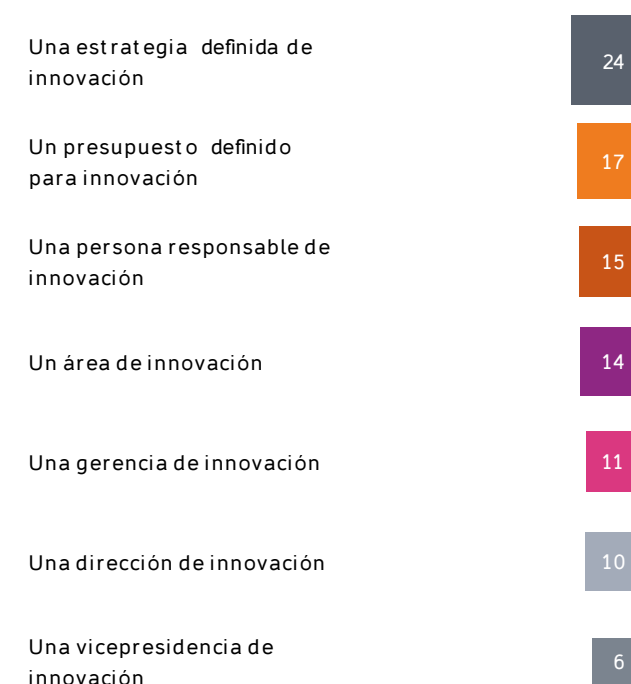 Una estrategia definida de
innovación
24
Un presupuesto definido
para innovación
17
Una persona responsable de
innovación
15
Un área de innovación
14
Una gerencia de innovación
11
Una dirección de innovación
10
Una vicepresidencia de
innovación
6